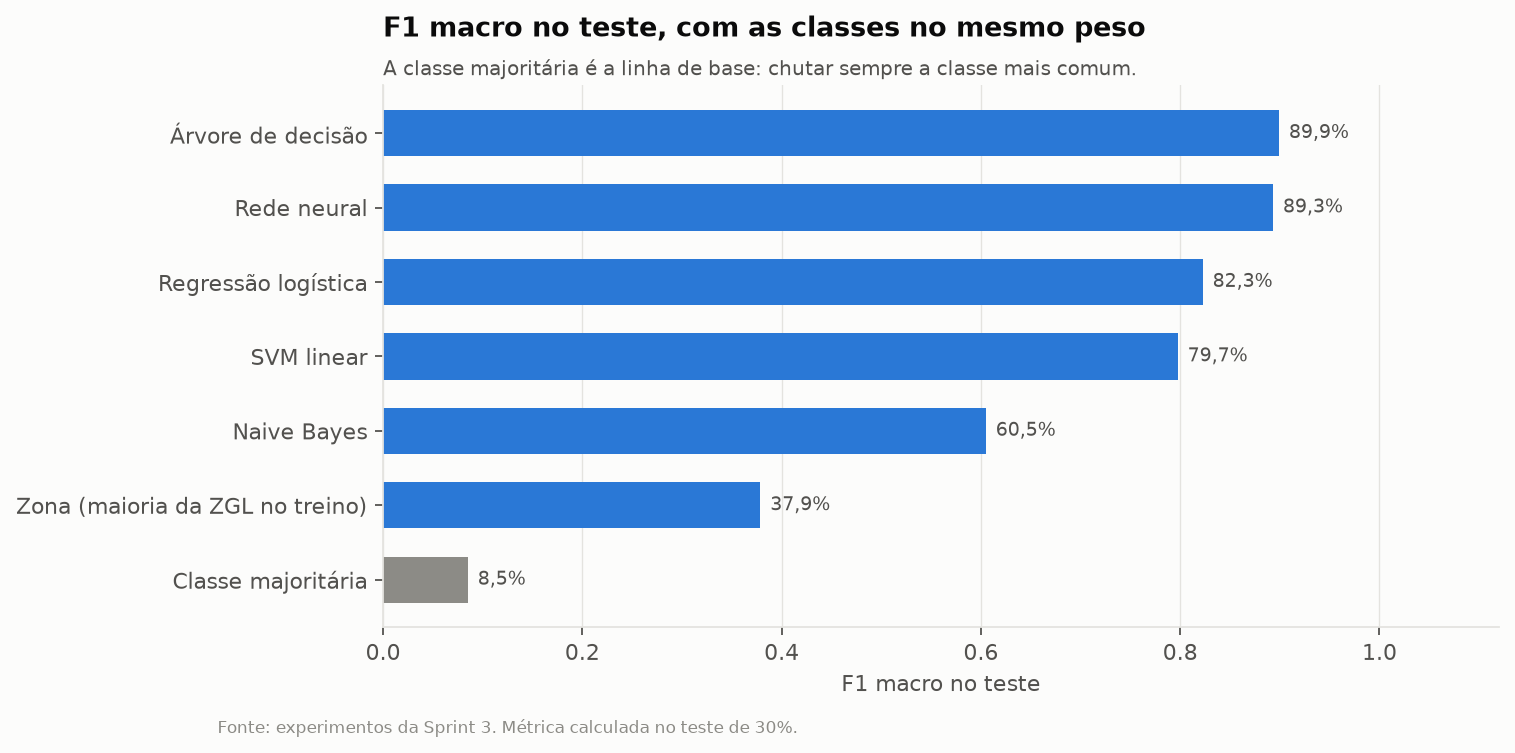 F1 macro no teste, com as classes no mesmo peso
A classe majoritária é a linha de base: chutar sempre a classe mais comum.
Árvore de decisão 89,9%
Rede neural 89,3%
Regressão logística 82,3%
SVM linear 79,7%
Naive Bayes 60,5%
Zona (maioria da ZGL no treino) 37,9%
Classe majoritária 8,5%
0.0 0.2 0.4 0.6 0.8 1.0
F1 macro no teste
Fonte: experimentos da Sprint 3. Métrica calculada no teste de 30%.